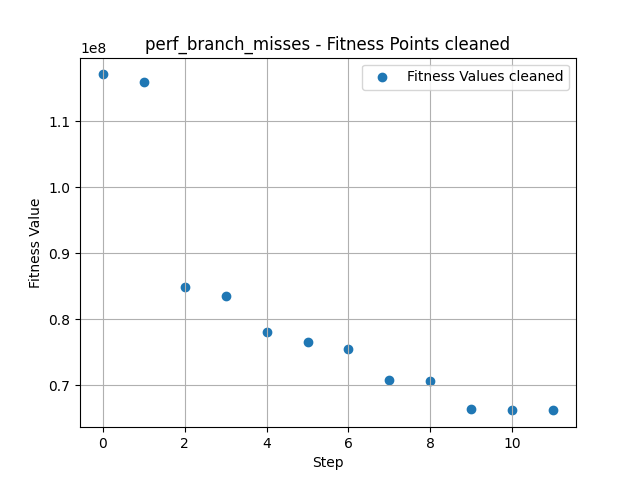 perf_branch_misses - Fitness Points cleaned
1e8
Fitness Values cleaned
1.1
1.0
0.9
0.8
0.7
Fitness Value
0 2 4 6 8 10
Step